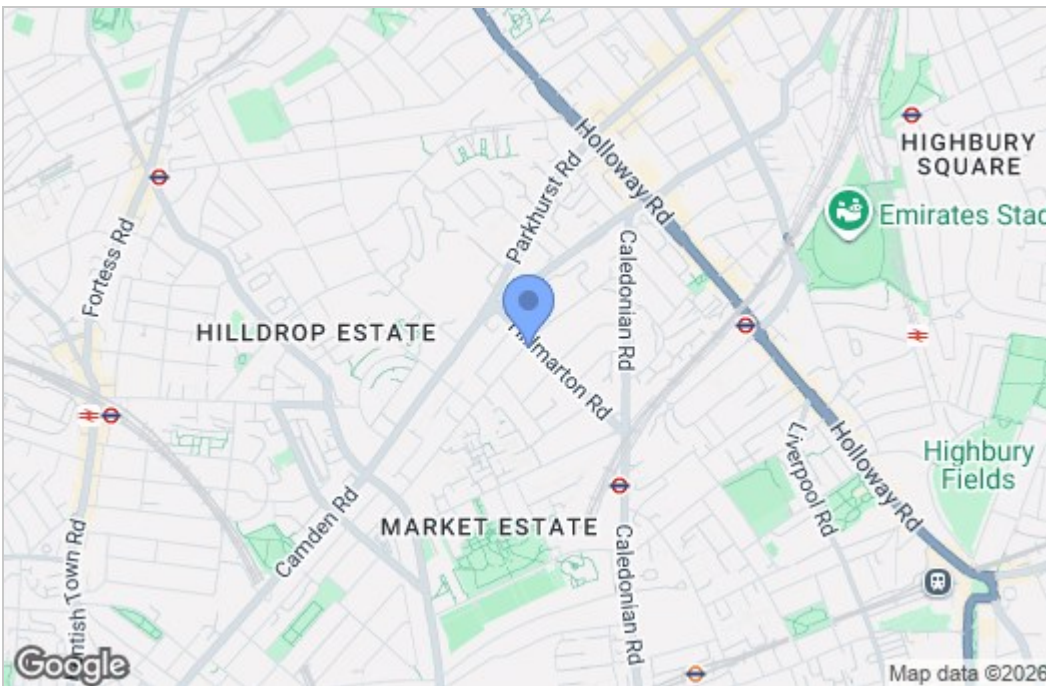 Holloway Rd
HIGHBURY
SQUARE
Parkhurst Rd
Emirates Stad
Fortess Rd
Caledonian Rd
HILLDROP ESTATE
Hillmarton Rd
Liverpool Rd
Holloway Rd
Highbury
Fields
Camden Rd
MARKET ESTATE
Caledonian Rd
ntish Town Rd
Google
Map data ©2026